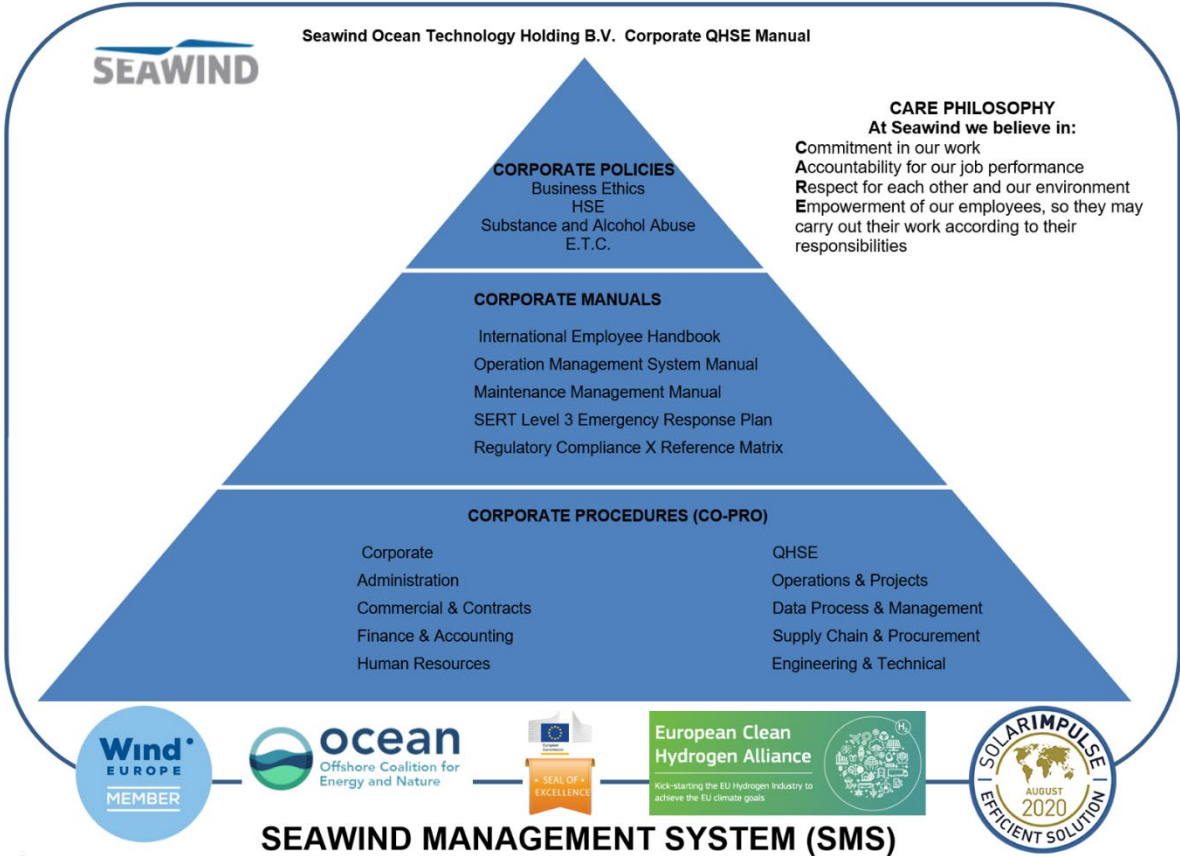 Seawind Ocean Technology Holding B.V. Corporate QHSE Manual
SEAWIND
CARE PHILOSOPHY
At Seawind we believe in:
Commitment in our work
Accountability for our job performance
Respect for each other and our environment
Empowerment of our employees, so they may
carry out their work according to their
responsibilities
CORPORATE POLICIES
Business Ethics
HSE
Substance and Alcohol Abuse
E.T.C.
CORPORATE MANUALS
International Employee Handbook
Operation Management System Manual
Maintenance Management Manual
SERT Level 3 Emergency Response Plan
Regulatory Compliance X Reference Matrix
CORPORATE PROCEDURES (CO-PRO)
Corporate
Administration
Commercial & Contracts
Finance & Accounting
Human Resources
QHSE
Operations & Projects
Data Process & Management
Supply Chain & Procurement
Engineering & Technical
Wind
EUROPE
MEMBER
ocean
Offshore Coalition for
Energy and Nature
European
Commission
• SEAL OF •
EXCELLENCE
European Clean
Hydrogen Alliance
Kick-starting the EU Hydrogen Industry to
achieve the EU climate goals
H₂
SOLARIMPULSE
AUGUST
2020
EFFICIENT SOLUTION
SEAWIND MANAGEMENT SYSTEM (SMS)